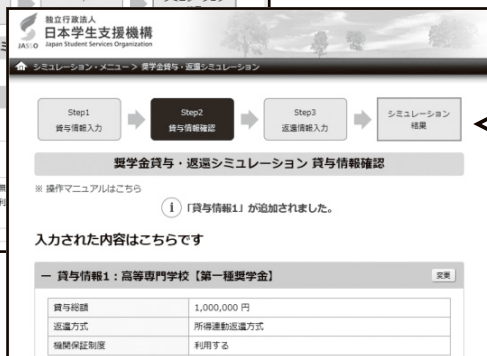 独立行政法人
日本学生支援機構
JASSO Japan Student Services Organization
シミュレーション・メニュー > 奨学金貸与・返還シミュレーション
Step1
貸与情報入力
Step2
貸与情報確認
Step3
返還情報入力
シミュレーション
結果
奨学金貸与・返還シミュレーション 貸与情報確認
※ 操作マニュアルはこちら
i 「貸与情報1」が追加されました。
入力された内容はこちらです
ー 貸与情報1：高等専門学校【第一種奨学金】 変更
貸与総額 1,000,000 円
返還方式 所得連動返還方式
機関保証制度 利用する